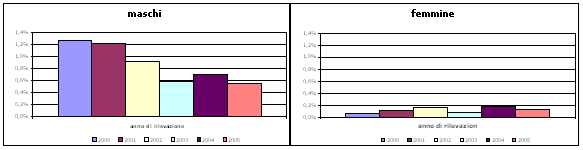 maschi
1,4%
1,2%
1,0%
0,8%
0,6%
0,4%
0,2%
0,0%
anno di rilevazione
2000 2001 2002 2003 2004 2005
femmine
1,4%
1,2%
1,0%
0,8%
0,6%
0,4%
0,2%
0,0%
anno di rilevazion
2000 2001 2002 2003 2004 2005